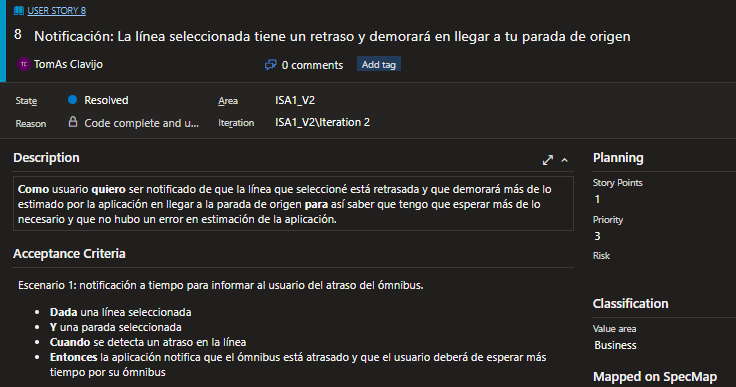 USER STORY 8
8 Notificación: La línea seleccionada tiene un retraso y demorará en llegar a tu parada de origen
TC TomAs Clavijo 0 comments Add tag
State Resolved Area ISA1_V2
Reason Code complete and u... Iteration ISA1_V2\Iteration 2
Description
Como usuario quiero ser notificado de que la línea que seleccioné está retrasada y que demorará más de lo
estimado por la aplicación en llegar a la parada de origen para así saber que tengo que esperar más de lo
necesario y que no hubo un error en estimación de la aplicación.
Acceptance Criteria
Escenario 1: notificación a tiempo para informar al usuario del atraso del ómnibus.
Dada una línea seleccionada
Y una parada seleccionada
Cuando se detecta un atraso en la línea
Entonces la aplicación notifica que el ómnibus está atrasado y que el usuario deberá de esperar más
tiempo por su ómnibus
Planning
Story Points
1
Priority
3
Risk
Classification
Value area
Business
Mapped on SpecMap